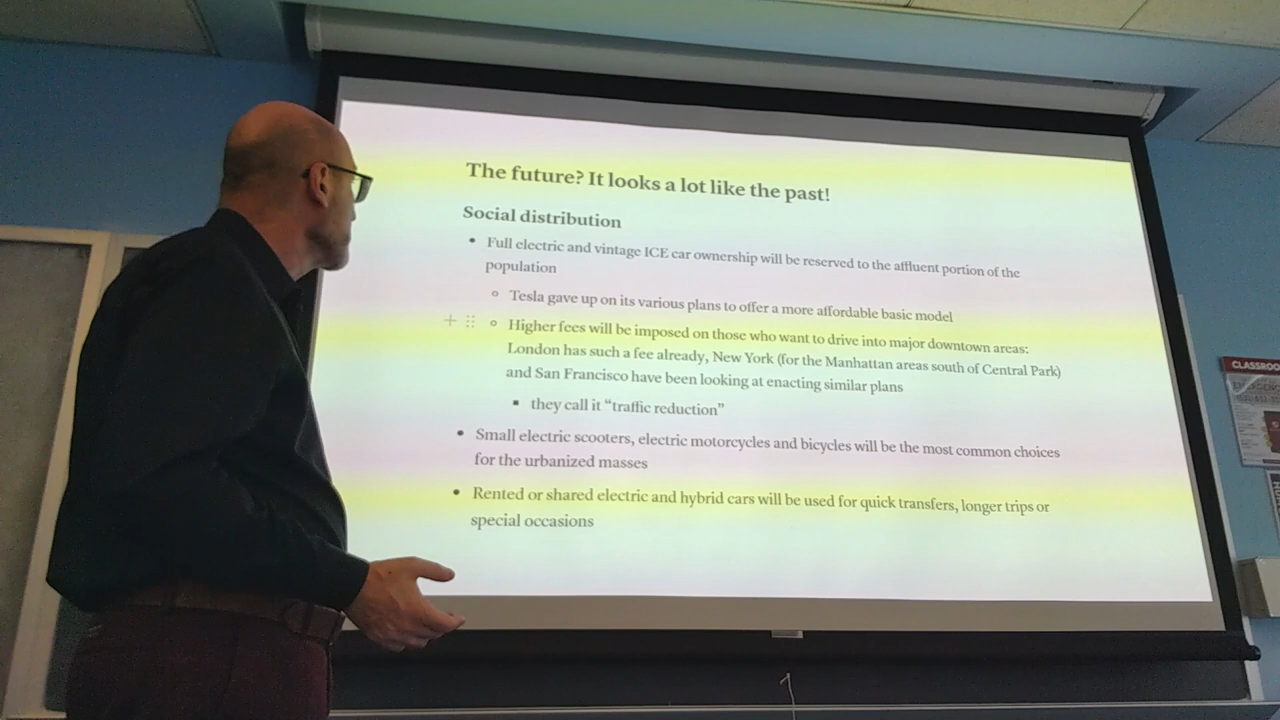 The future? It looks a lot like the past!
Social distribution
• Full electric and vintage ICE car ownership will be reserved to the affluent portion of the
population
◦ Tesla gave up on its various plans to offer a more affordable basic model
◦ Higher fees will be imposed on those who want to drive into major downtown areas:
London has such a fee already, New York (for the Manhattan areas south of Central Park)
and San Francisco have been looking at enacting similar plans
▪ they call it “traffic reduction”
• Small electric scooters, electric motorcycles and bicycles will be the most common choices
for the urbanized masses
• Rented or shared electric and hybrid cars will be used for quick transfers, longer trips or
special occasions